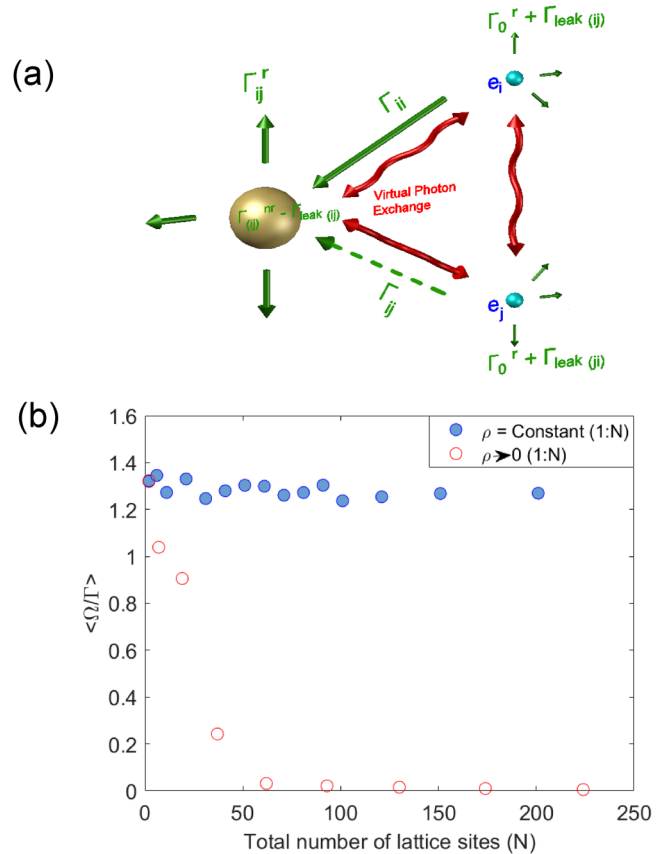 (a)
Γ₀ʳ + Γleak (ij)
eᵢ
Γᵢⱼʳ
Γᵢᵢ
Virtual Photon
Exchange
Γ(ij)ⁿʳ - Γleak (ij)
Γᵢⱼ
eⱼ
Γ₀ʳ + Γleak (ji)
(b)
ρ = Constant (1:N)
ρ➔0 (1:N)
<Ω/Γ>
1.6
1.4
1.2
1
0.8
0.6
0.4
0.2
0
0 50 100 150 200 250
Total number of lattice sites (N)